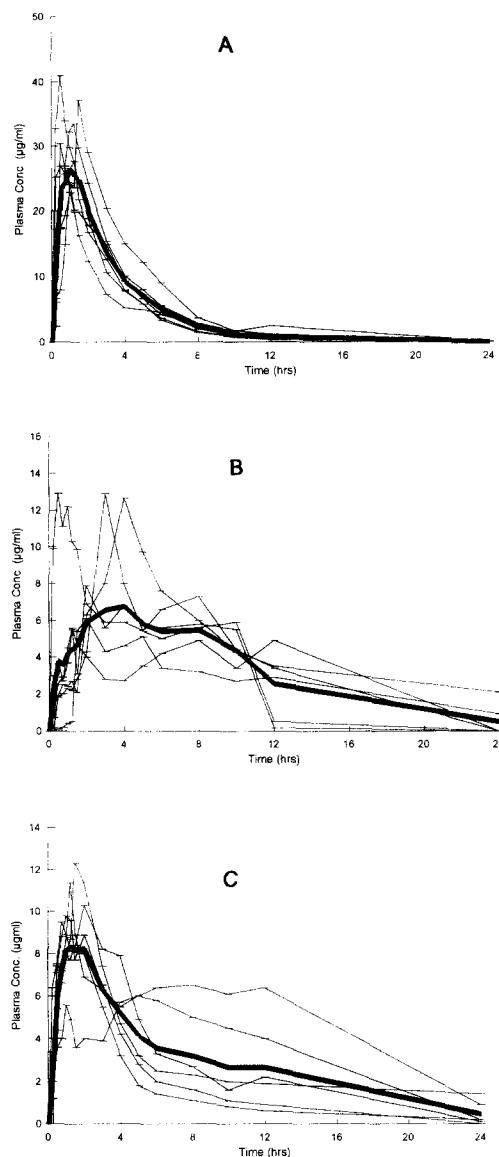 A
50
40
30
20
10
0
Plasma Conc. (µg/ml)
0 4 8 12 16 20 24
Time (hrs)
B
16
14
12
10
8
6
4
2
0
Plasma Conc (µg/ml)
0 4 8 12 16 20 2
Time (hrs)
C
14
12
10
8
6
4
2
0
Plasma Conc. (µgml)
0 4 8 12 16 20 24
Time (hrs)